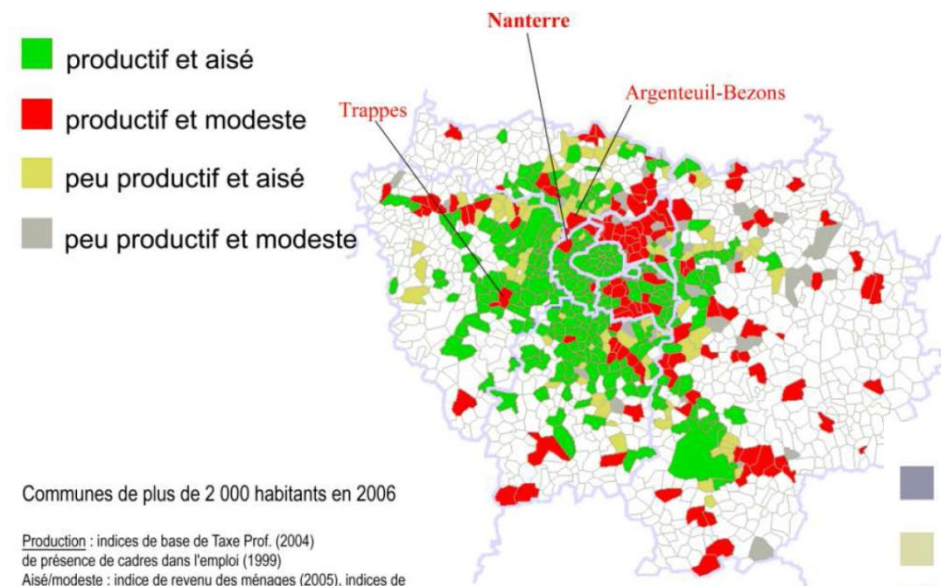 Nanterre
productif et aisé
Argenteuil-Bezons
Trappes
productif et modeste
peu productif et aisé
peu productif et modeste
Communes de plus de 2 000 habitants en 2006
Production : indices de base de Taxe Prof. (2004)
de présence de cadres dans l'emploi (1999)
Aisé/modeste : indice de revenu des ménages (2005), indices de